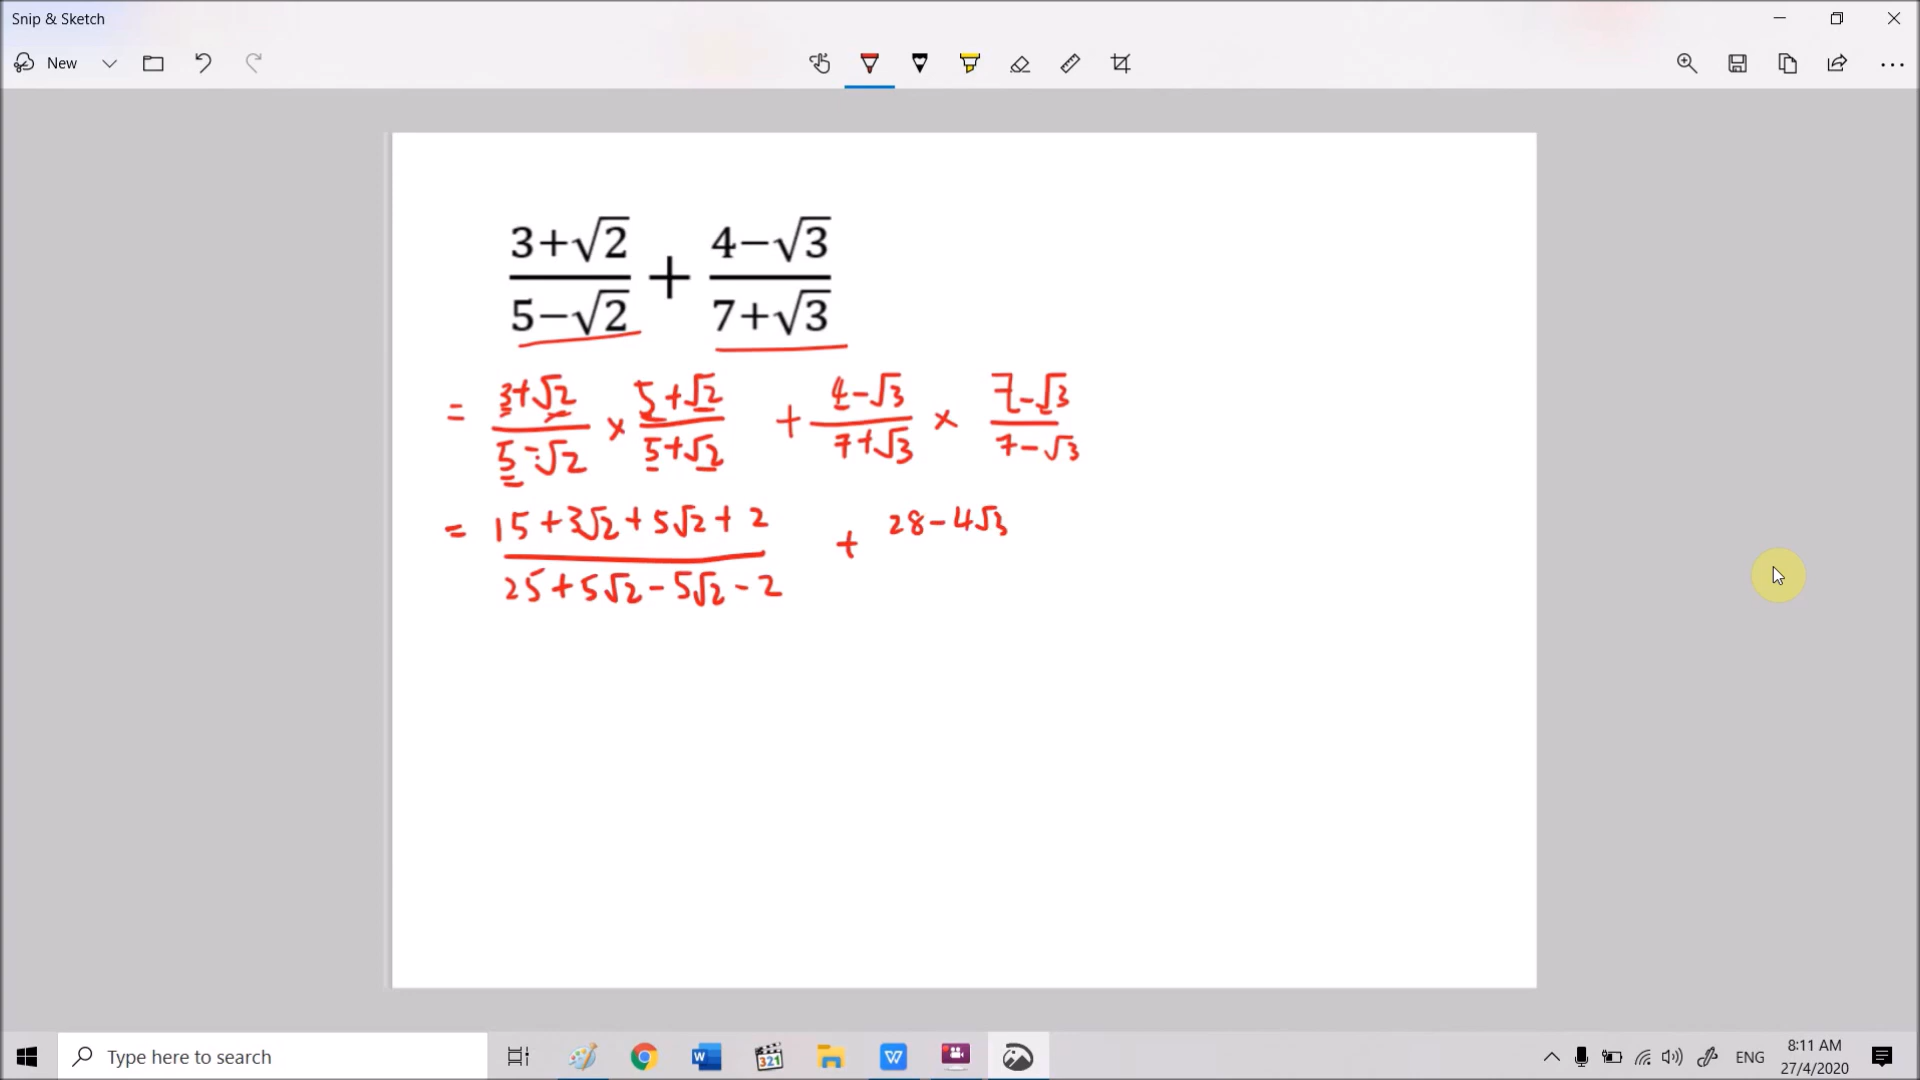 Snip & Sketch
New
3+√2 / 5−√2 + 4−√3 / 7+√3
= 3+√2 / 5−√2 × 5+√2 / 5+√2 + 4−√3 / 7+√3 × 7−√3 / 7−√3
= 15+3√2+5√2+2 / 25+5√2−5√2−2 + 28−4√3
Type here to search
W
321
W
ENG
8:11 AM
27/4/2020